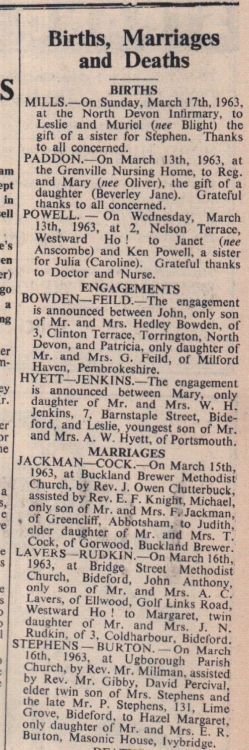 Births, Marriages
and Deaths
BIRTHS
MILLS.—On Sunday, March 17th, 1963,
at the North Devon Infirmary, to
Leslie and Muriel (nee Blight) the
gift of a sister for Stephen. Thanks
to all concerned.
PADDON.—On March 13th, 1963, at
the Grenville Nursing Home, to Reg.
and Mary (nee Oliver), the gift of a
daughter (Beverley Jane). Grateful
thanks to all concerned.
POWELL. — On Wednesday, March
13th, 1963, at 2, Nelson Terrace,
Westward Ho! to Janet (nee
Anscombe) and Ken Powell, a sister
for Julia (Caroline). Grateful thanks
to Doctor and Nurse.
ENGAGEMENTS
BOWDEN—FEILD.—The engagement
is announced between John, only son
of Mr. and Mrs. Hedley Bowden, of
3, Clinton Terrace, Torrington, North
Devon, and Patricia, only daughter of
Mr. and Mrs. G. Feild, of Milford
Haven, Pembrokeshire.
HYETT—JENKINS.—The engagement
is announced between Mary, only
daughter of Mr. and Mrs. W. H.
Jenkins, 7, Barnstaple Street, Bide-
ford, and Leslie, youngest son of Mr.
and Mrs. A. W. Hyett, of Portsmouth.
MARRIAGES
JACKMAN—COCK.—On March 15th,
1963, at Buckland Brewer Methodist
Church, by Rev. J. Owen Clutterbuck,
assisted by Rev. E. F. Knight, Michael,
only son of Mr. and Mrs. F. Jackman,
of Greencliff, Abbotsham, to Judith,
elder daughter of Mr. and Mrs. T.
Cock, of Gorwood, Buckland Brewer.
LAVERS—RUDKIN.—On March 16th,
1963, at Bridge Street Methodist
Church, Bideford, John Anthony,
only son of Mr. and Mrs. A. C.
Lavers, of Ellwood, Golf Links Road,
Westward Ho! to Margaret, twin
daughter of Mr. and Mrs. J. N.
Rudkin, of 3, Coldharbour, Bideford.
STEPHENS — BURTON. — On March
16th, 1963, at Ugborough Parish
Church, by Rev. Mr. Millman, assisted
by Rev. Mr. Gibby, David Percival,
elder twin son of Mrs. Stephens and
the late Mr. P. Stephens, 131, Lime
Grove, Bideford, to Hazel Margaret,
only daughter of Mr. and Mrs. E. R.
Burton, Masonic House, Ivybridge.